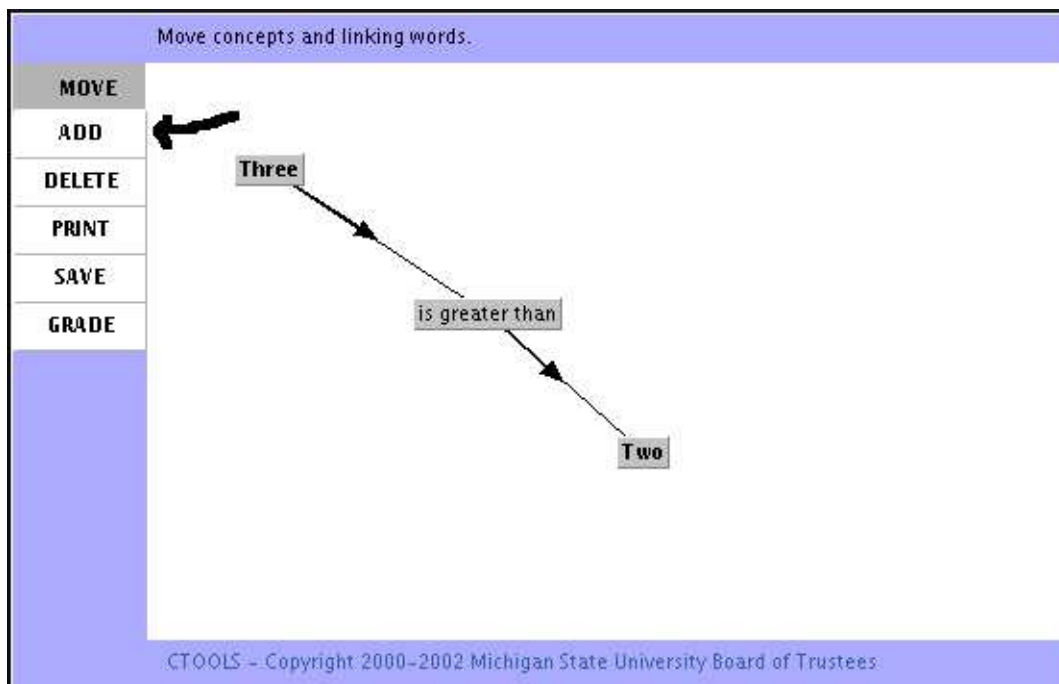 Move concepts and linking words.
MOVE
ADD
DELETE
PRINT
SAVE
GRADE
Three
is greater than
Two
CTOOLS - Copyright 2000-2002 Michigan State University Board of Trustees